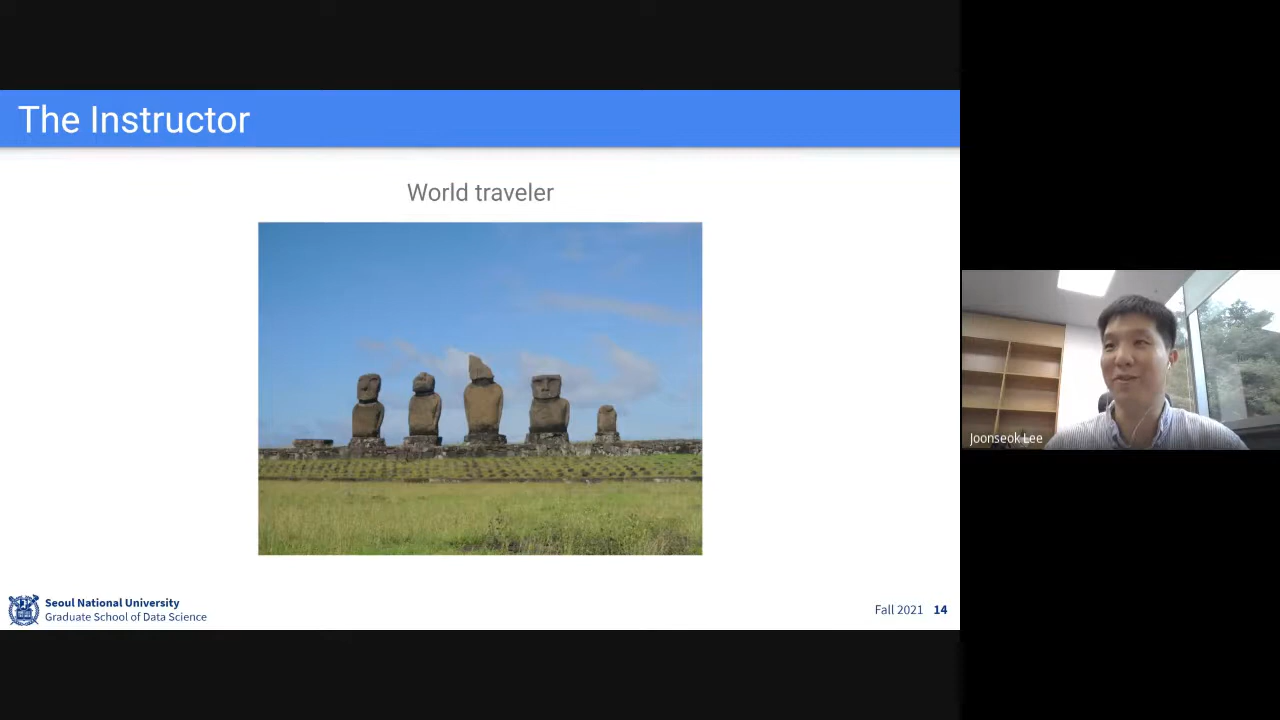 The Instructor
World traveler
Joonseok Lee
Seoul National University
Graduate School of Data Science
Fall 2021 14